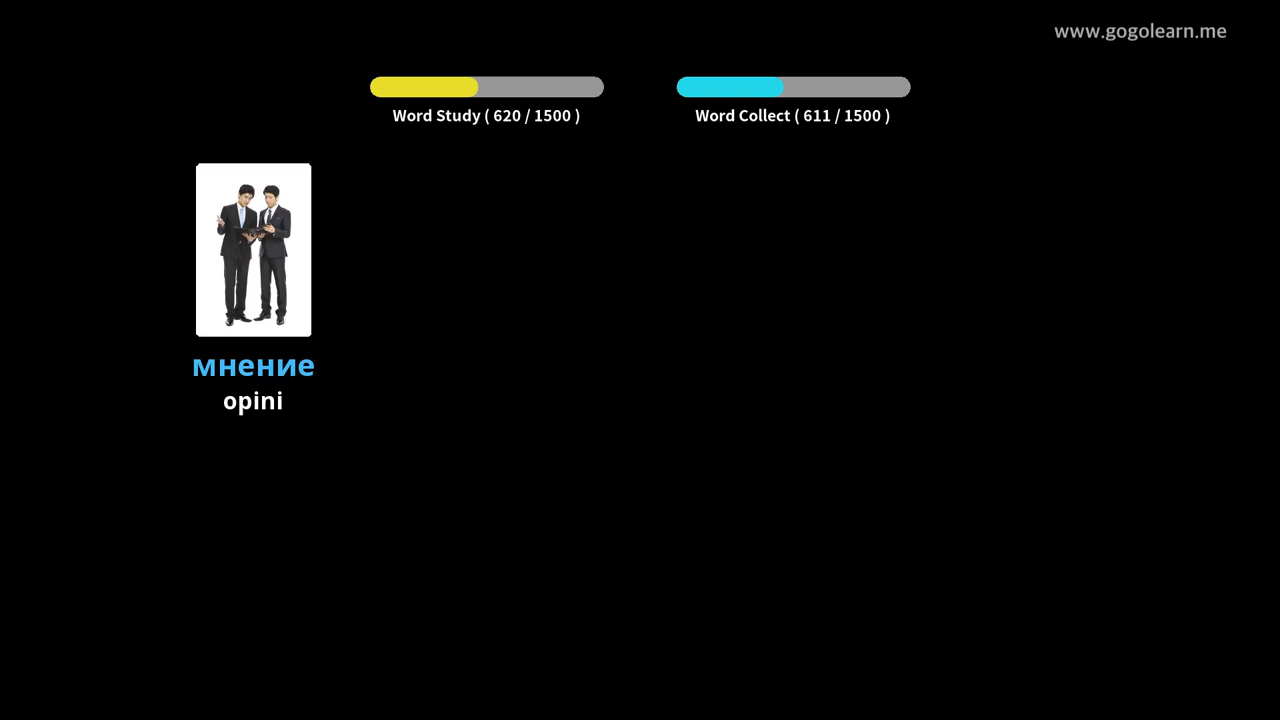 www.gogolearn.me
Word Study ( 620 / 1500 )
Word Collect ( 611 / 1500 )
мнение
opini